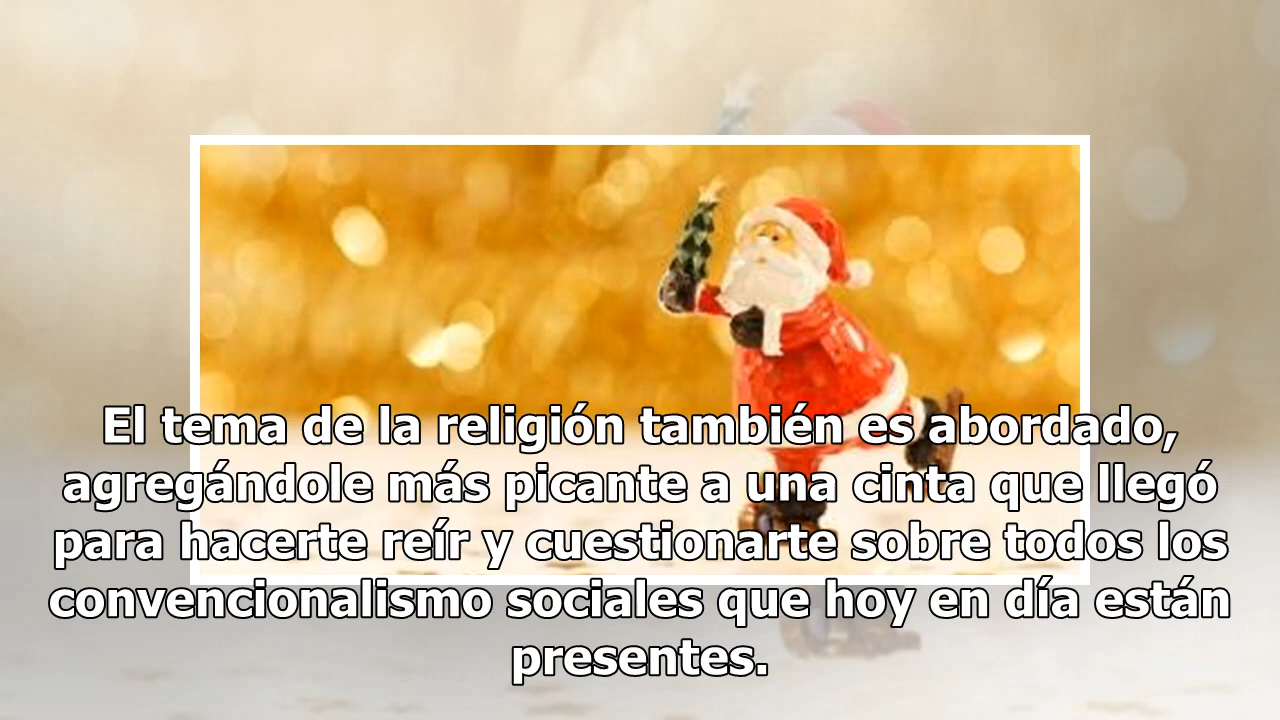 El tema de la religión también es abordado,
agregándole más picante a una cinta que llegó
para hacerte reír y cuestionarte sobre todos los
convencionalismo sociales que hoy en día están
presentes.